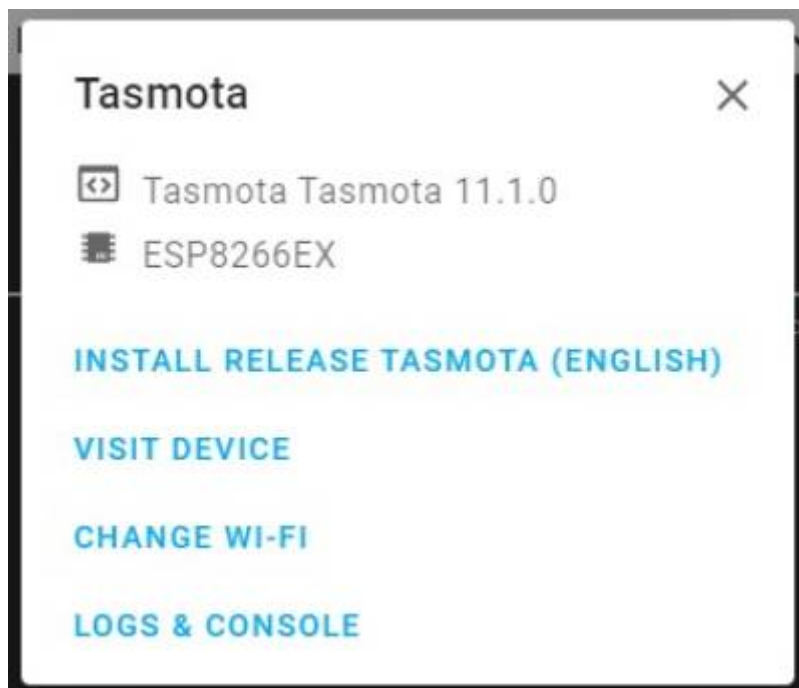 Tasmota
Tasmota Tasmota 11.1.0
ESP8266EX
INSTALL RELEASE TASMOTA (ENGLISH)
VISIT DEVICE
CHANGE WI-FI
LOGS & CONSOLE